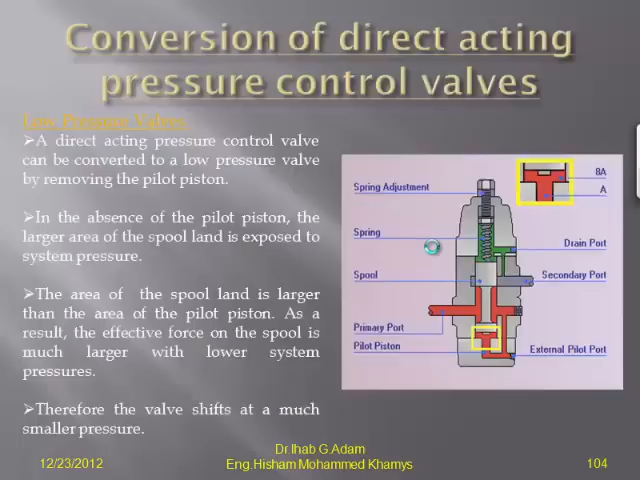 Conversion of direct acting
pressure control valves
Low Pressure Valves
➢A direct acting pressure control valve
can be converted to a low pressure valve
by removing the pilot piston.
➢In the absence of the pilot piston, the
larger area of the spool land is exposed to
system pressure.
➢The area of the spool land is larger
than the area of the pilot piston. As a
result, the effective force on the spool is
much larger with lower system
pressures.
➢Therefore the valve shifts at a much
smaller pressure.
8A
A
Spring Adjustment
Spring
Drain Port
Spool
Secondary Port
Primary Port
Pilot Piston
External Pilot Port
12/23/2012
Dr.Ihab G.Adam
Eng.Hisham Mohammed Khamys
104